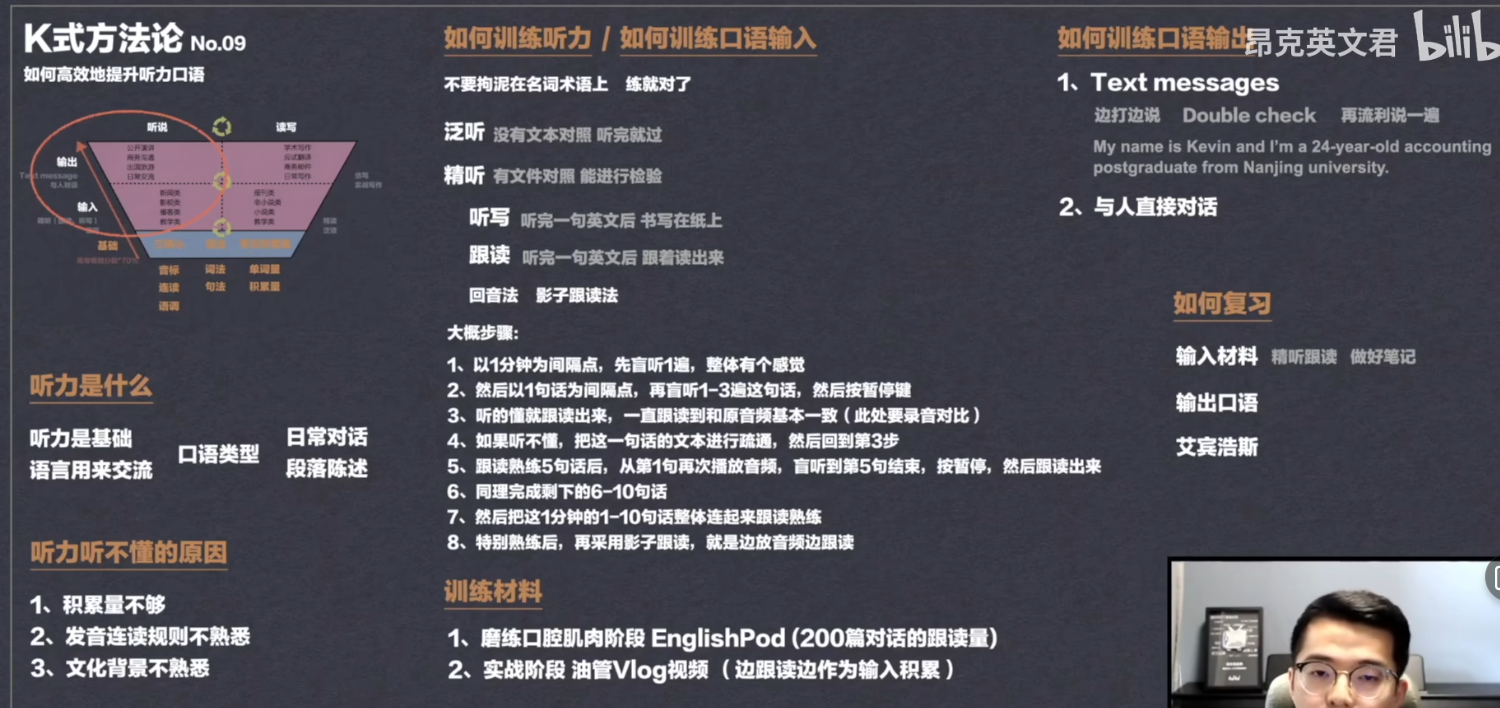 K式方法论 No.09
如何高效地提升听力口语
听说
读写
公开演讲
商务沟通
出国旅游
日常交流
学术写作
应试翻译
商务邮件
日常写作
输出
Text message
与人对话
新闻类
影视类
播客类
教学类
报刊类
非小说类
小说类
教学类
输入
基础
音标
连读
语调
词法
句法
单词量
积累量
听力是什么
听力是基础
语言用来交流
口语类型
日常对话
段落陈述
听力听不懂的原因
1、积累量不够
2、发音连读规则不熟悉
3、文化背景不熟悉
如何训练听力 / 如何训练口语输入
不要拘泥在名词术语上 练就对了
泛听 没有文本对照 听完就过
精听 有文件对照 能进行检验
听写 听完一句英文后 书写在纸上
跟读 听完一句英文后 跟着读出来
回音法 影子跟读法
大概步骤:
1、以1分钟为间隔点，先盲听1遍，整体有个感觉
2、然后以1句话为间隔点，再盲听1-3遍这句话，然后按暂停键
3、听的懂就跟读出来，一直跟读到和原音频基本一致（此处要录音对比）
4、如果听不懂，把这一句话的文本进行疏通，然后回到第3步
5、跟读熟练5句话后，从第1句再次播放音频，盲听到第5句结束，按暂停，然后跟读出来
6、同理完成剩下的6-10句话
7、然后把这1分钟的1-10句话整体连起来跟读熟练
8、特别熟练后，再采用影子跟读，就是边放音频边跟读
训练材料
1、磨练口腔肌肉阶段 EnglishPod (200篇对话的跟读量)
2、实战阶段 油管Vlog视频 （边跟读边作为输入积累）
如何训练口语输出
昂克英文君
bilib
1、Text messages
边打边说 Double check 再流利说一遍
My name is Kevin and I'm a 24-year-old accounting
postgraduate from Nanjing university.
2、与人直接对话
如何复习
输入材料 精听跟读 做好笔记
输出口语
艾宾浩斯